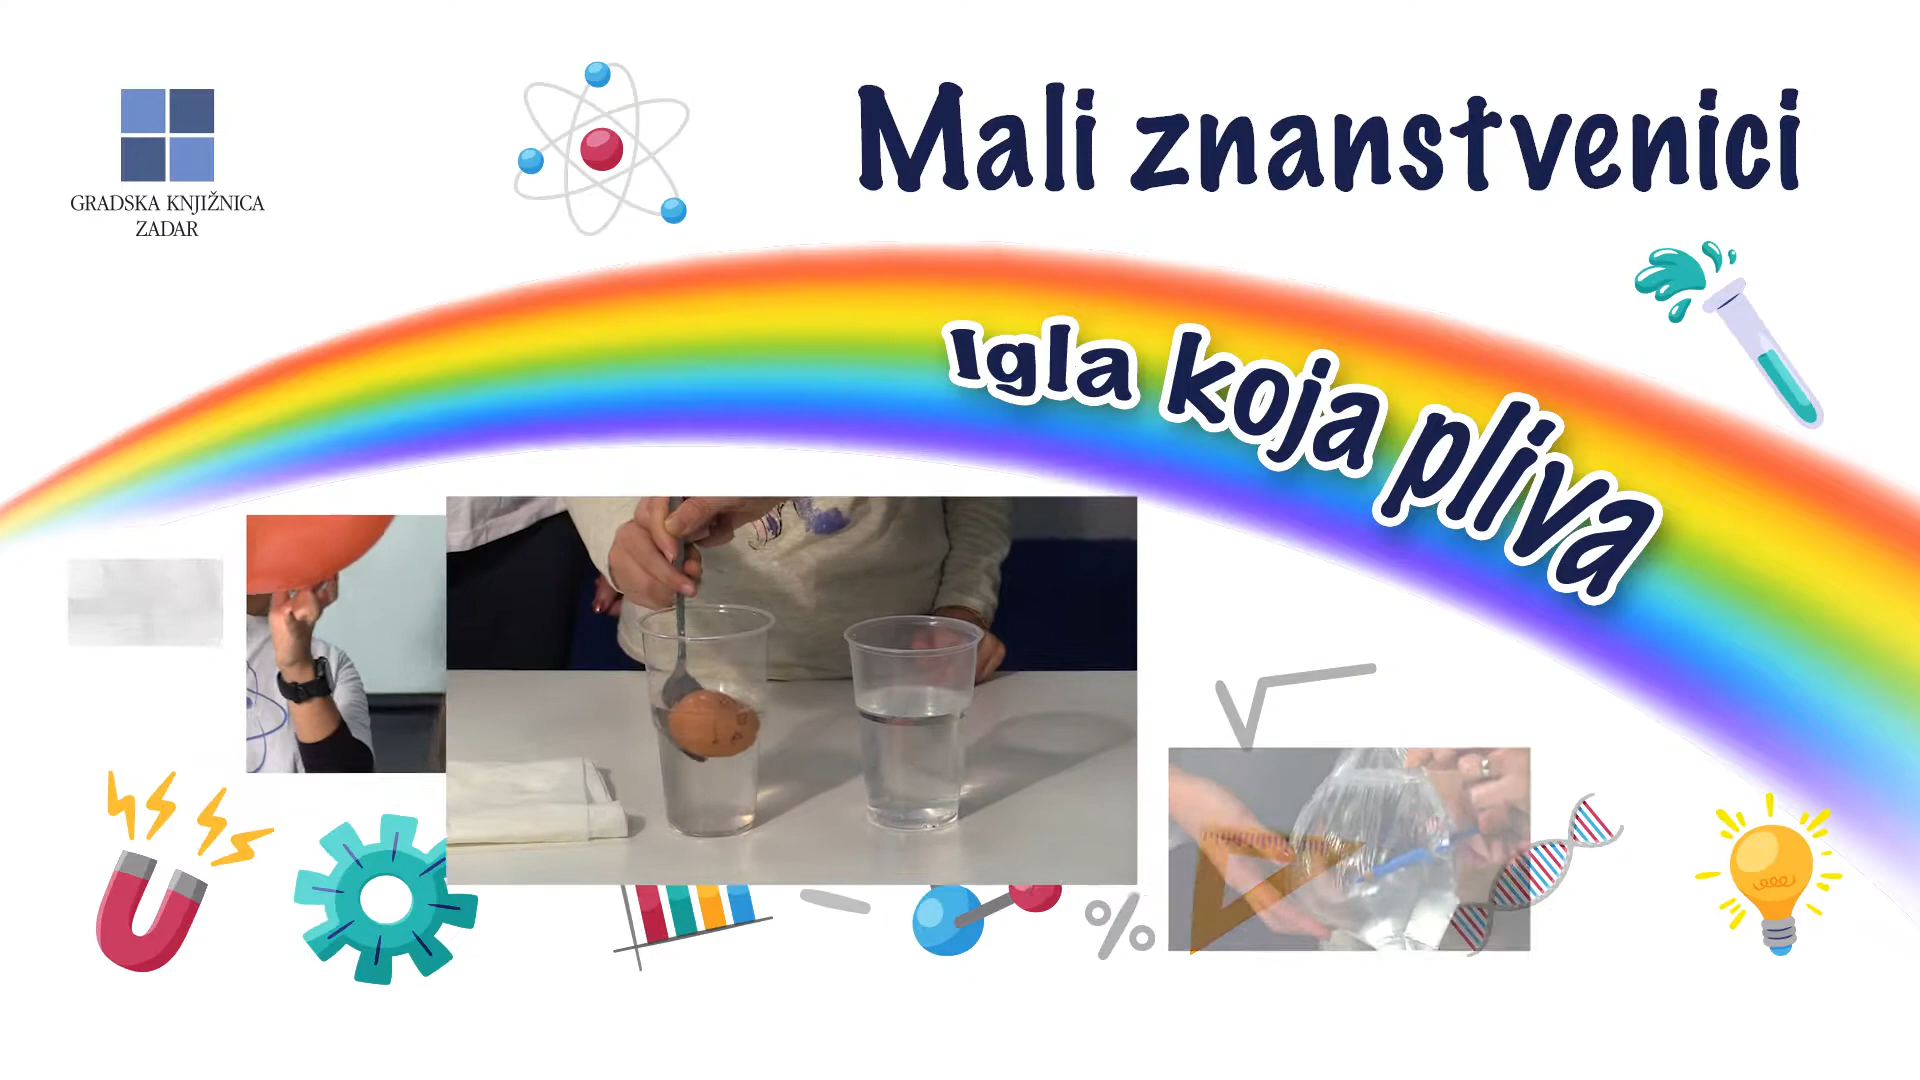 GRADSKA KNJIŽNICA
ZADAR
Mali znanstvenici
Igla koja pliva
%